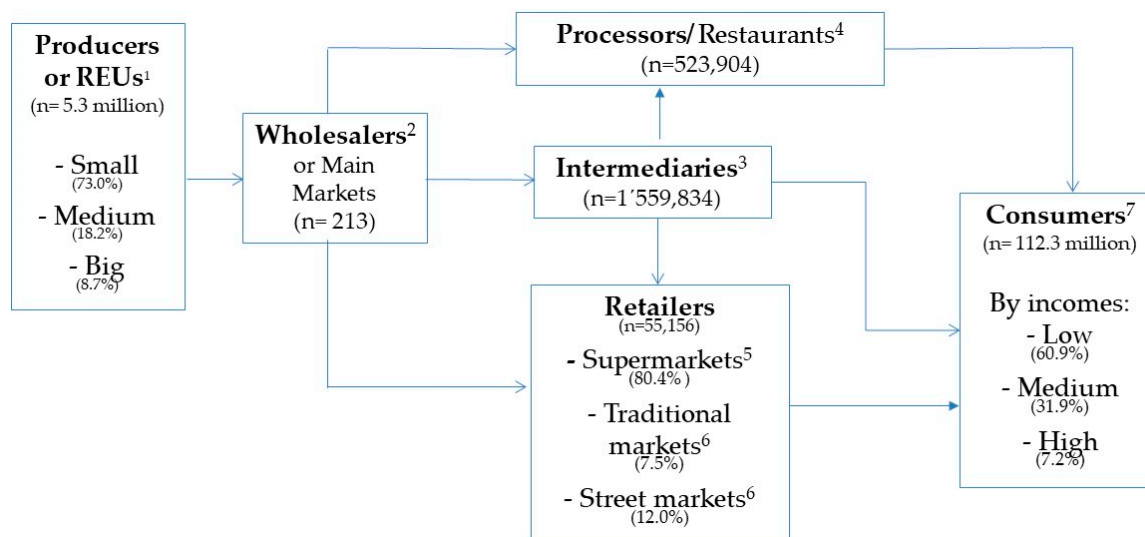 Producers
or REUs¹
(n= 5.3 million)
- Small
(73.0%)
- Medium
(18.2%)
- Big
(8.7%)
Wholesalers²
or Main
Markets
(n= 213)
Processors/ Restaurants⁴
(n=523,904)
Intermediaries³
(n=1´559,834)
Retailers
(n=55,156)
- Supermarkets⁵
(80.4% )
- Traditional
markets⁶
(7.5%)
- Street markets⁶
(12.0%)
Consumers⁷
(n= 112.3 million)
By incomes:
- Low
(60.9%)
- Medium
(31.9%)
- High
(7.2%)